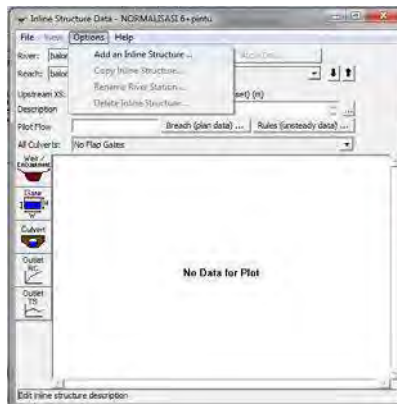 Inline Structure Data - NORMALISASI 6+pintu
File View Options Help
River:
Add an Inline Structure ...
Reach:
Copy Inline Structure...
Upstream XS:
Rename River Station...
(m)
Description
Delete Inline Structure...
...
Pilot Flow
Breach (plan data) ...
Rules (unsteady data) ...
All Culverts:
No Flap Gates
Weir /
Embankment
Gate
Culvert
Outlet
RC
Outlet
TS
No Data for Plot
Edit inline structure description